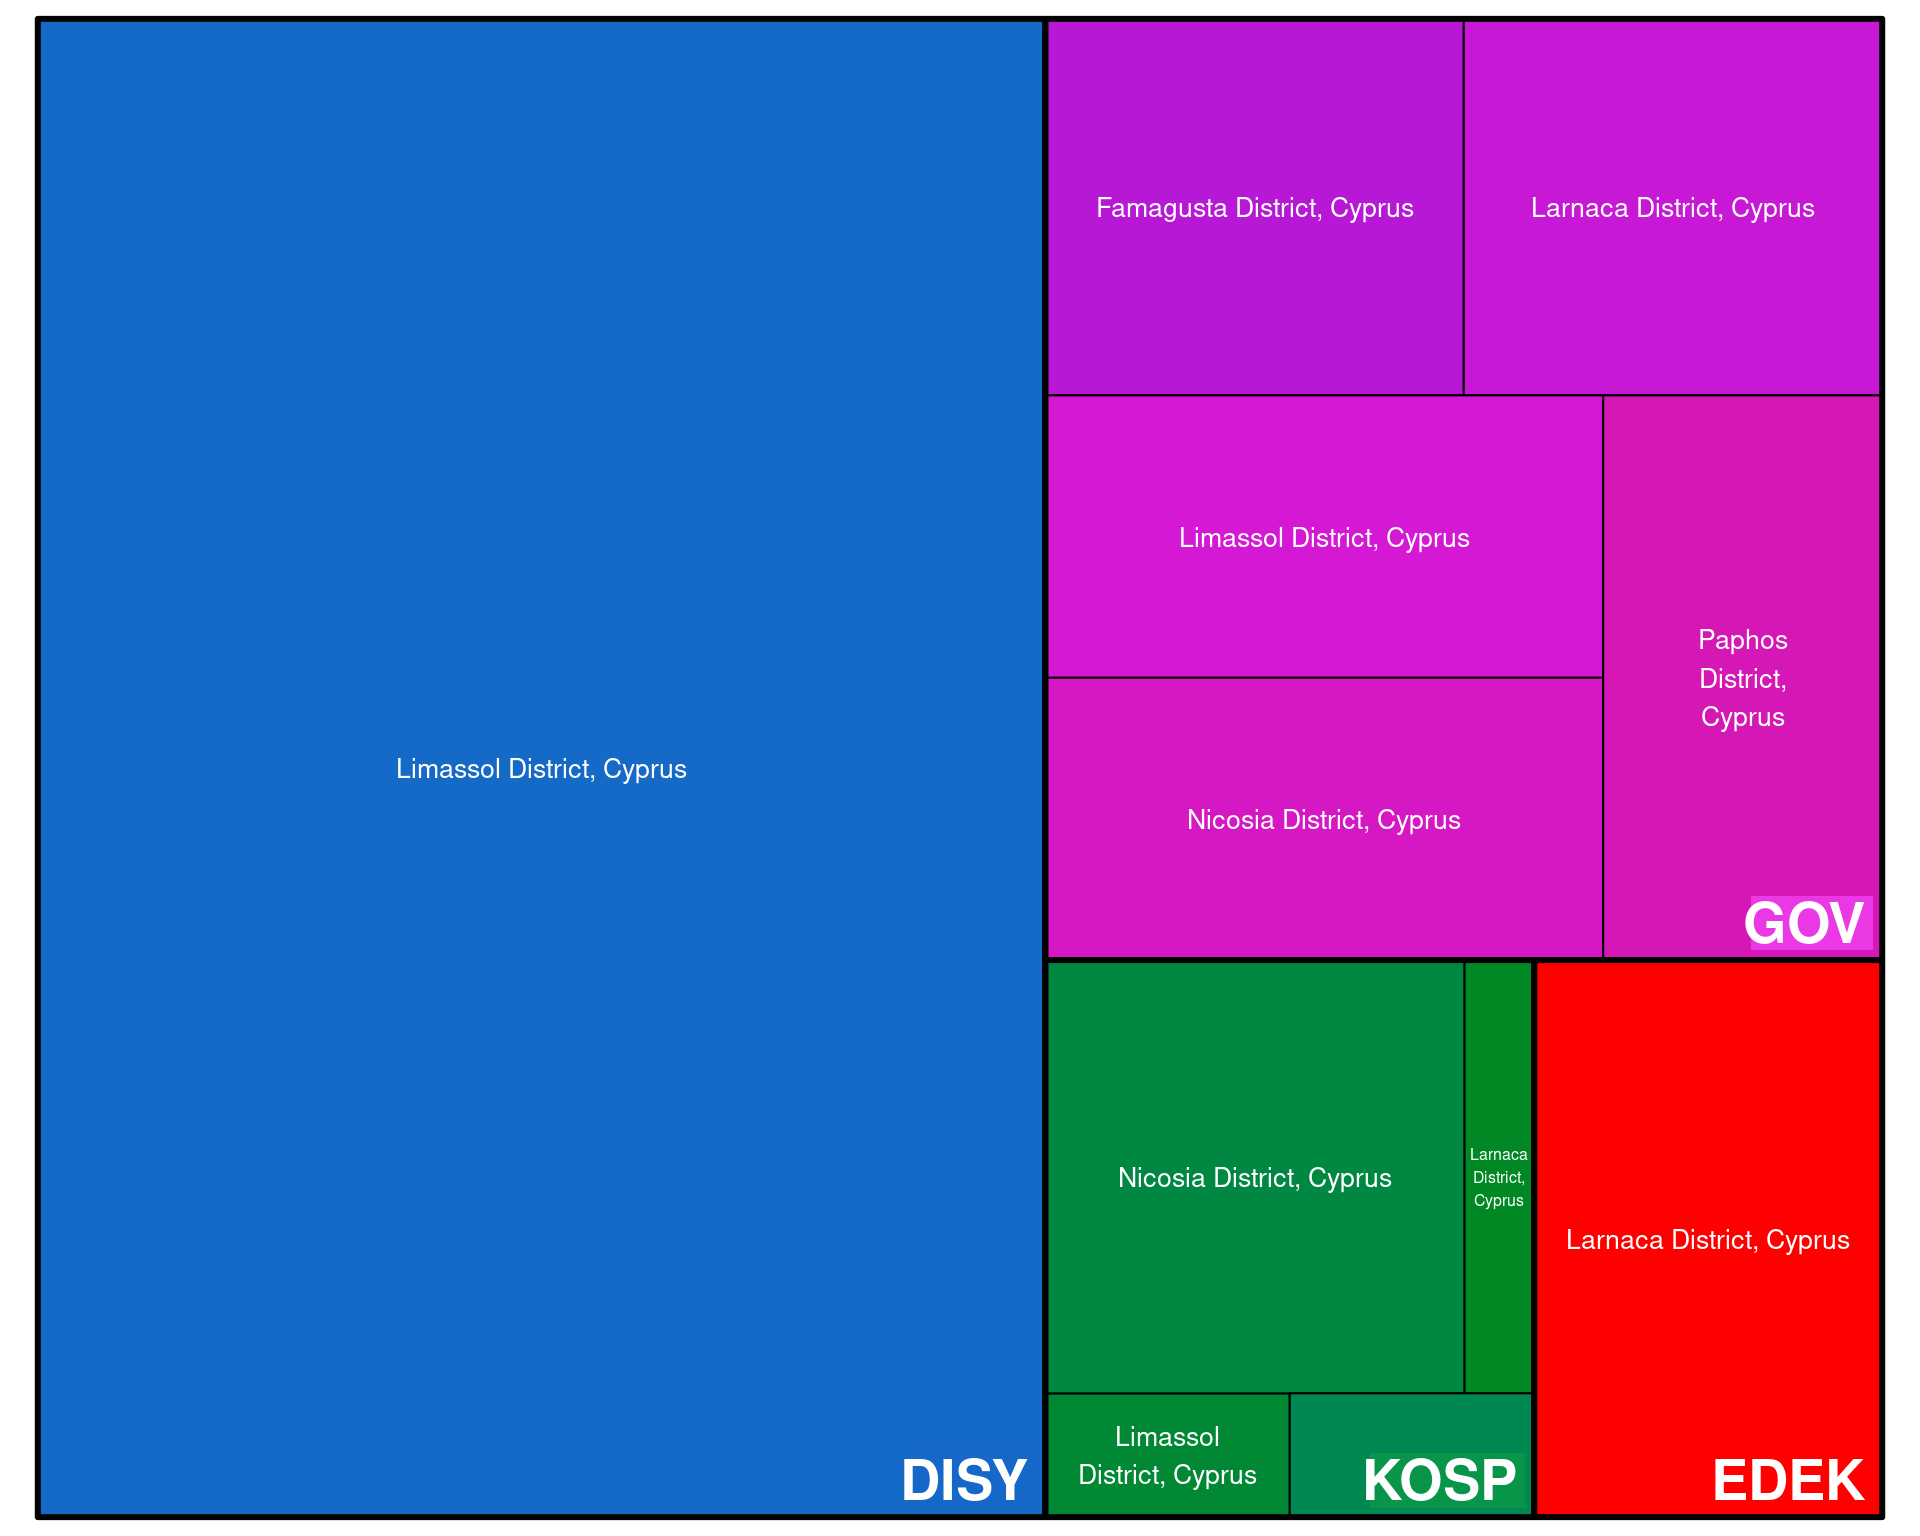 Limassol District, Cyprus
DISY
Famagusta District, Cyprus
Larnaca District, Cyprus
Limassol District, Cyprus
Nicosia District, Cyprus
Paphos
District,
Cyprus
GOV
Nicosia District, Cyprus
Larnaca
District,
Cyprus
Limassol
District, Cyprus
KOSP
Larnaca District, Cyprus
EDEK